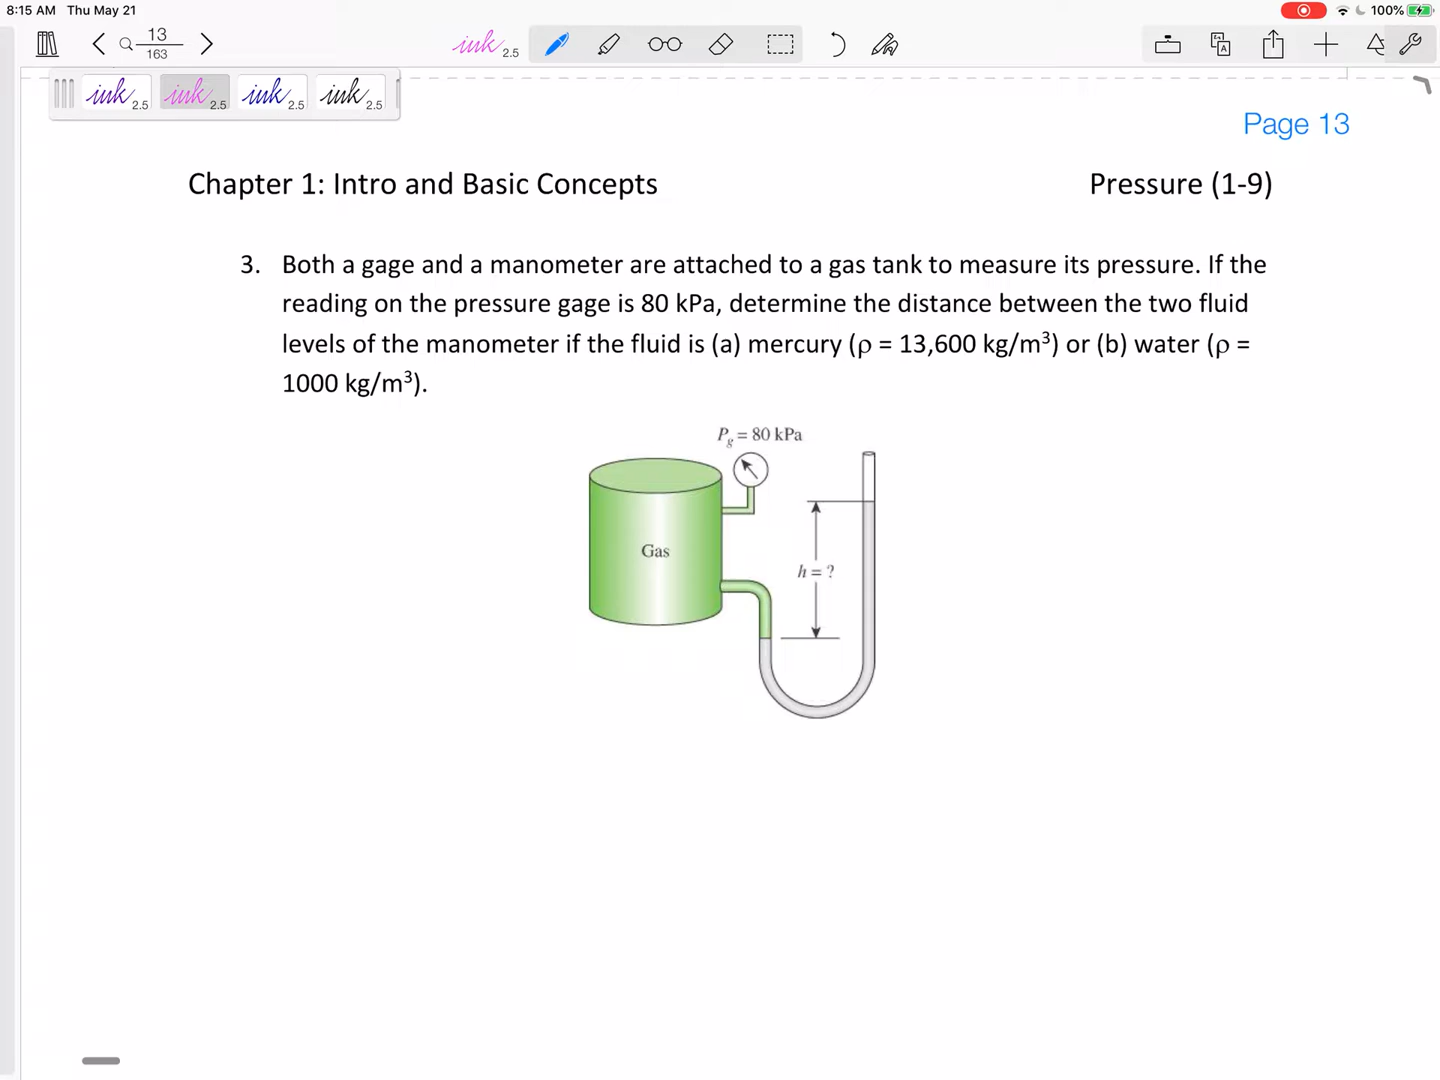 8:15 AM Thu May 21
100%
13
163
ink 2.5
ink 2.5
ink 2.5
ink 2.5
ink 2.5
Page 13
Chapter 1: Intro and Basic Concepts
Pressure (1-9)
3. Both a gage and a manometer are attached to a gas tank to measure its pressure. If the
reading on the pressure gage is 80 kPa, determine the distance between the two fluid
levels of the manometer if the fluid is (a) mercury (ρ = 13,600 kg/m³) or (b) water (ρ =
1000 kg/m³).
Pg = 80 kPa
Gas
h = ?